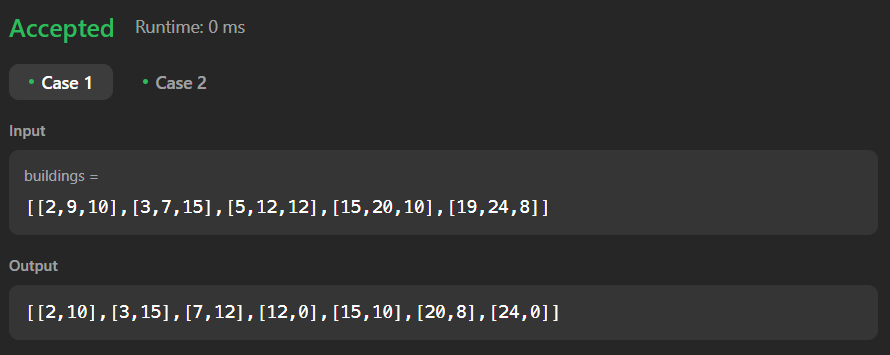 Accepted Runtime: 0 ms
• Case 1 • Case 2
Input
buildings =
[[2,9,10],[3,7,15],[5,12,12],[15,20,10],[19,24,8]]
Output
[[2,10],[3,15],[7,12],[12,0],[15,10],[20,8],[24,0]]